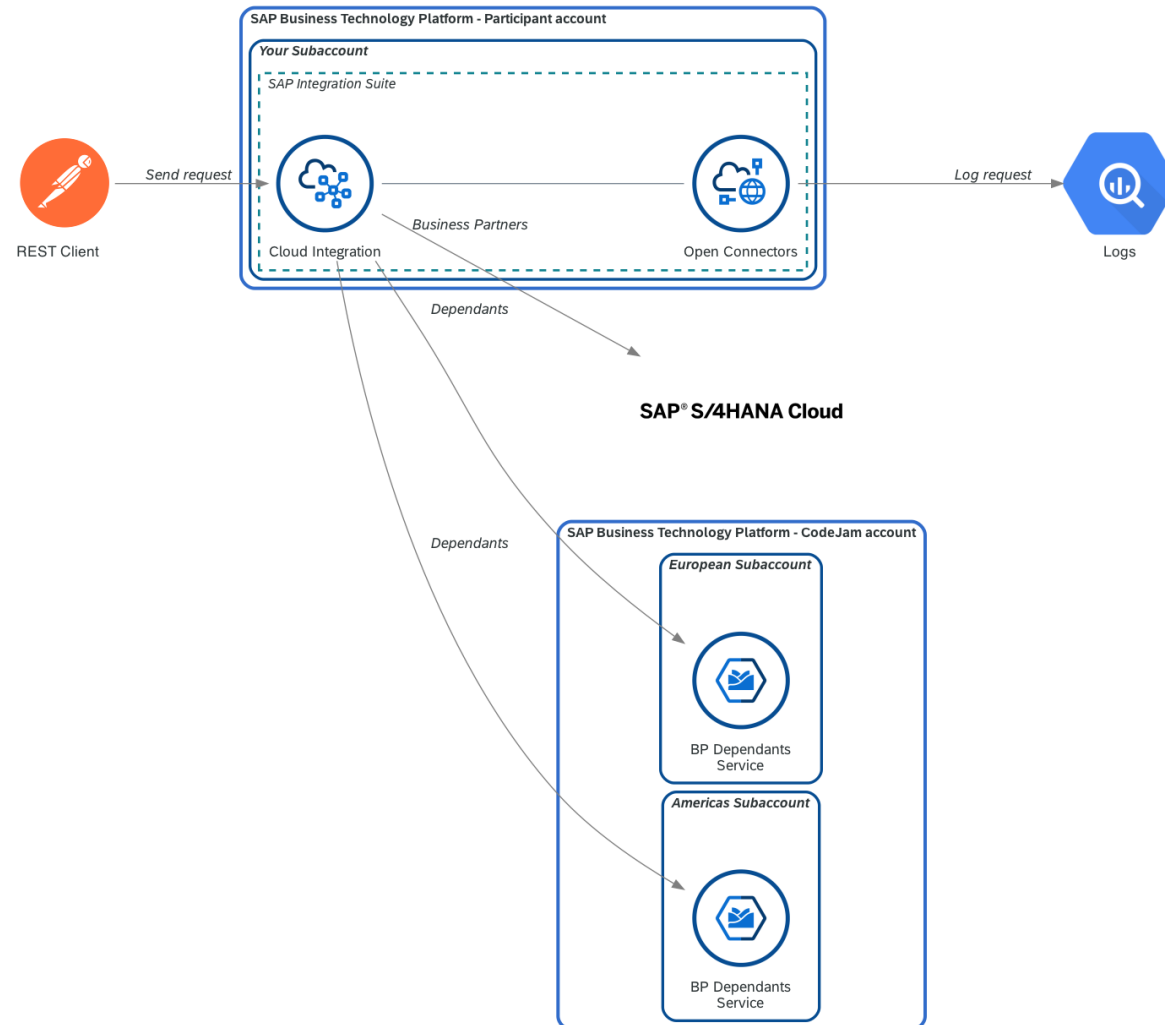 SAP Business Technology Platform - Participant account
Your Subaccount
SAP Integration Suite
Send request
Log request
Business Partners
REST Client
Cloud Integration
Open Connectors
Logs
Dependants
SAP® S/4HANA Cloud
Dependants
SAP Business Technology Platform - CodeJam account
European Subaccount
BP Dependants
Service
Americas Subaccount
BP Dependants
Service